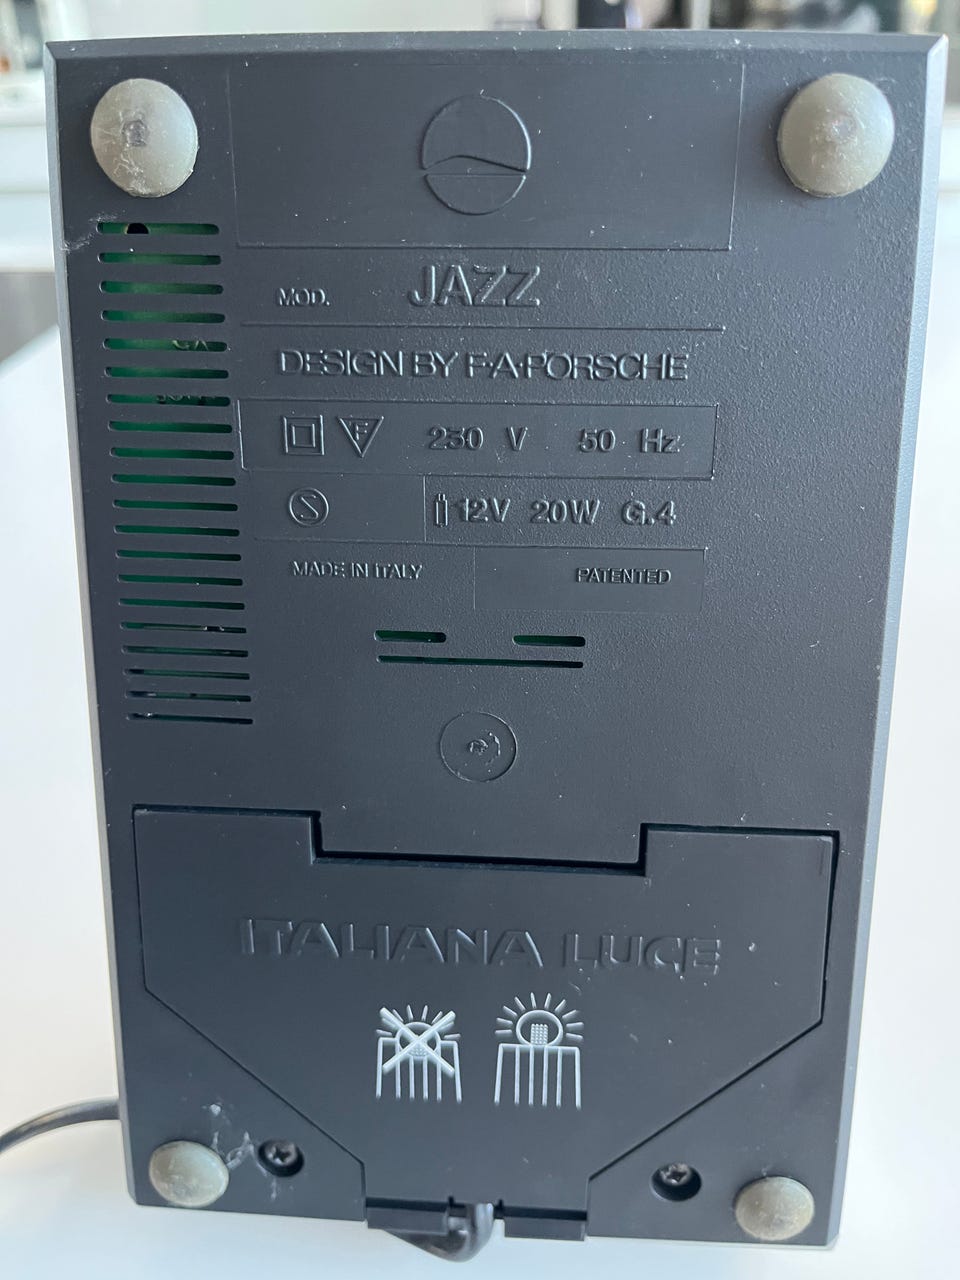 MOD. JAZZ
DESIGN BY F·A·PORSCHE
F 230 V 50 Hz
S 12V 20W G.4
MADE IN ITALY PATENTED
ITALIANA LUCE